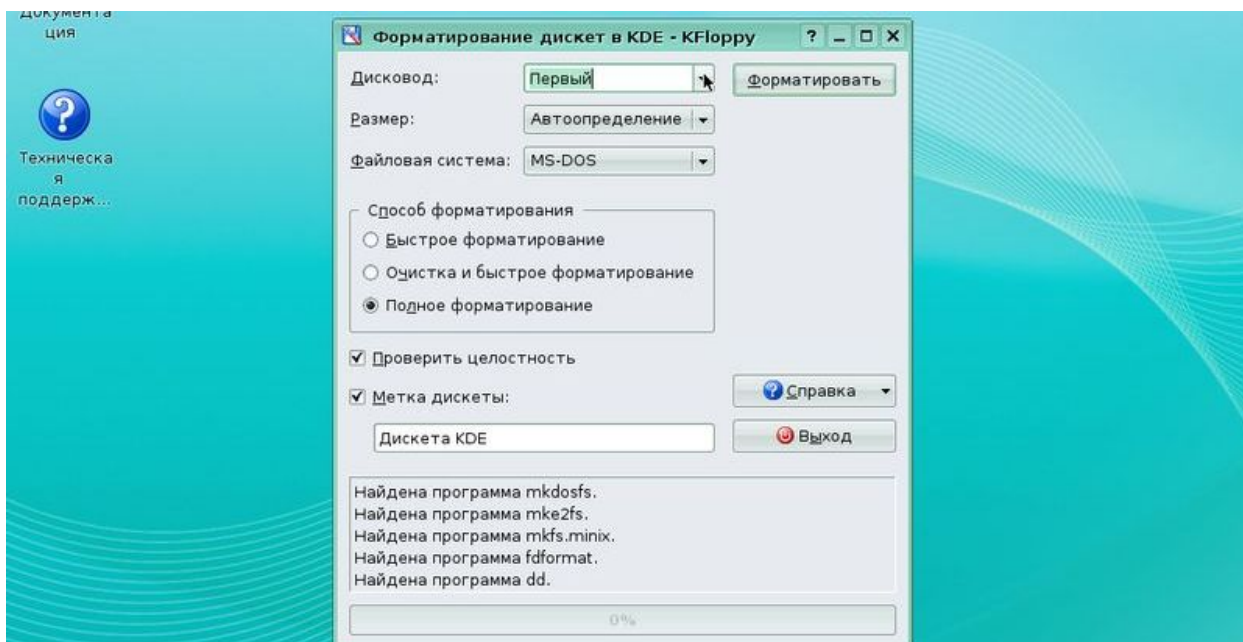 Документа
ция
Техническа
я
поддерж...
Форматирование дискет в KDE - KFloppy
Дисковод:
Первый
Форматировать
Размер:
Автоопределение
Файловая система:
MS-DOS
Способ форматирования
Быстрое форматирование
Очистка и быстрое форматирование
Полное форматирование
Проверить целостность
Метка дискеты:
Справка
Дискета KDE
Выход
Найдена программа mkdosfs.
Найдена программа mke2fs.
Найдена программа mkfs.minix.
Найдена программа fdformat.
Найдена программа dd.
0%